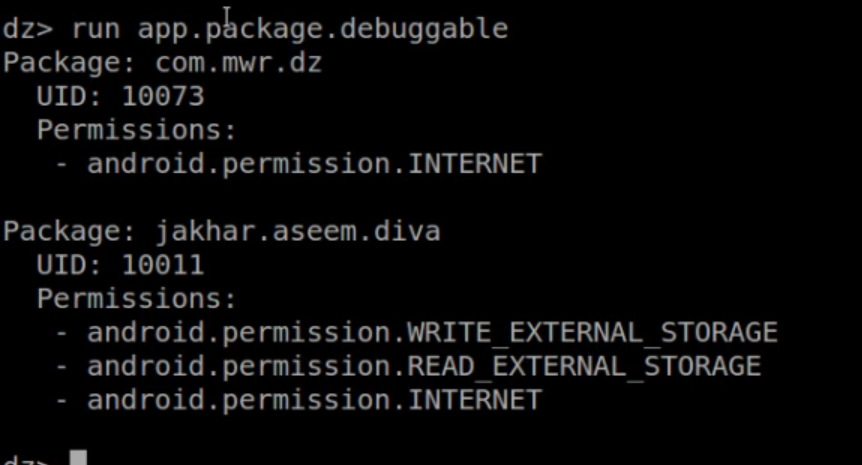 dz> run app.package.debuggable
Package: com.mwr.dz
  UID: 10073
  Permissions:
   - android.permission.INTERNET

Package: jakhar.aseem.diva
  UID: 10011
  Permissions:
   - android.permission.WRITE_EXTERNAL_STORAGE
   - android.permission.READ_EXTERNAL_STORAGE
   - android.permission.INTERNET

dz>